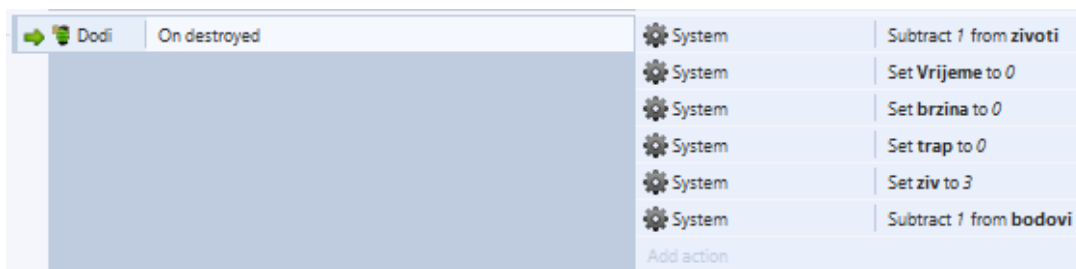 Dodi On destroyed System Subtract 1 from zivoti
System Set Vrijeme to 0
System Set brzina to 0
System Set trap to 0
System Set ziv to 3
System Subtract 1 from bodovi
Add action